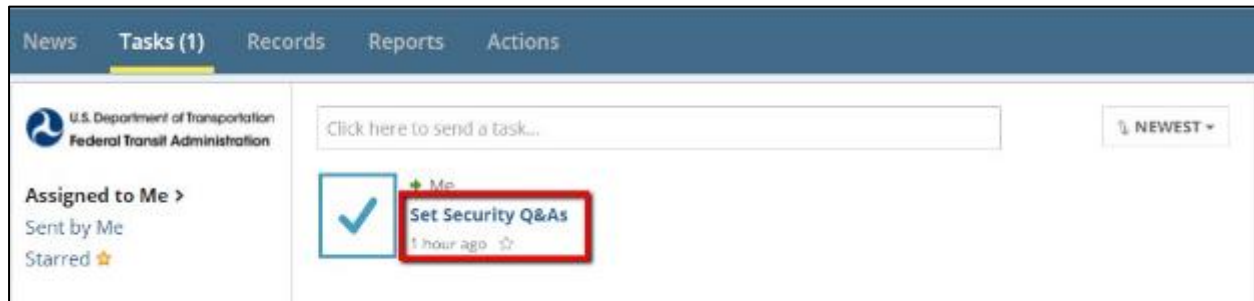 News Tasks (1) Records Reports Actions
U.S. Department of Transportation
Federal Transit Administration
Assigned to Me >
Sent by Me
Starred
Click here to send a task...
NEWEST
Me
Set Security Q&As
1 hour ago